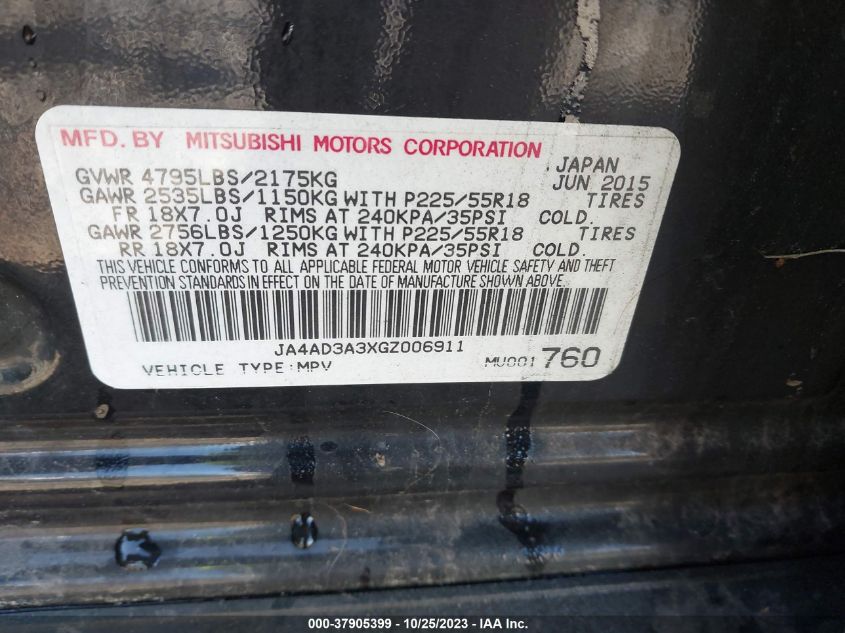 MFD. BY MITSUBISHI MOTORS CORPORATION
JAPAN
GVWR 4795LBS/2175KG JUN 2015
GAWR 2535LBS/1150KG WITH P225/55R18 TIRES
FR 18X7.0J RIMS AT 240KPA/35PSI COLD.
GAWR 2756LBS/1250KG WITH P225/55R18 TIRES
RR 18X7.0J RIMS AT 240KPA/35PSI COLD.
THIS VEHICLE CONFORMS TO ALL APPLICABLE FEDERAL MOTOR VEHICLE SAFETY AND THEFT
PREVENTION STANDARDS IN EFFECT ON THE DATE OF MANUFACTURE SHOWN ABOVE.
JA4AD3A3XGZ006911
VEHICLE TYPE:MPV MU001760
000-37905399 - 10/25/2023 - IAA Inc.